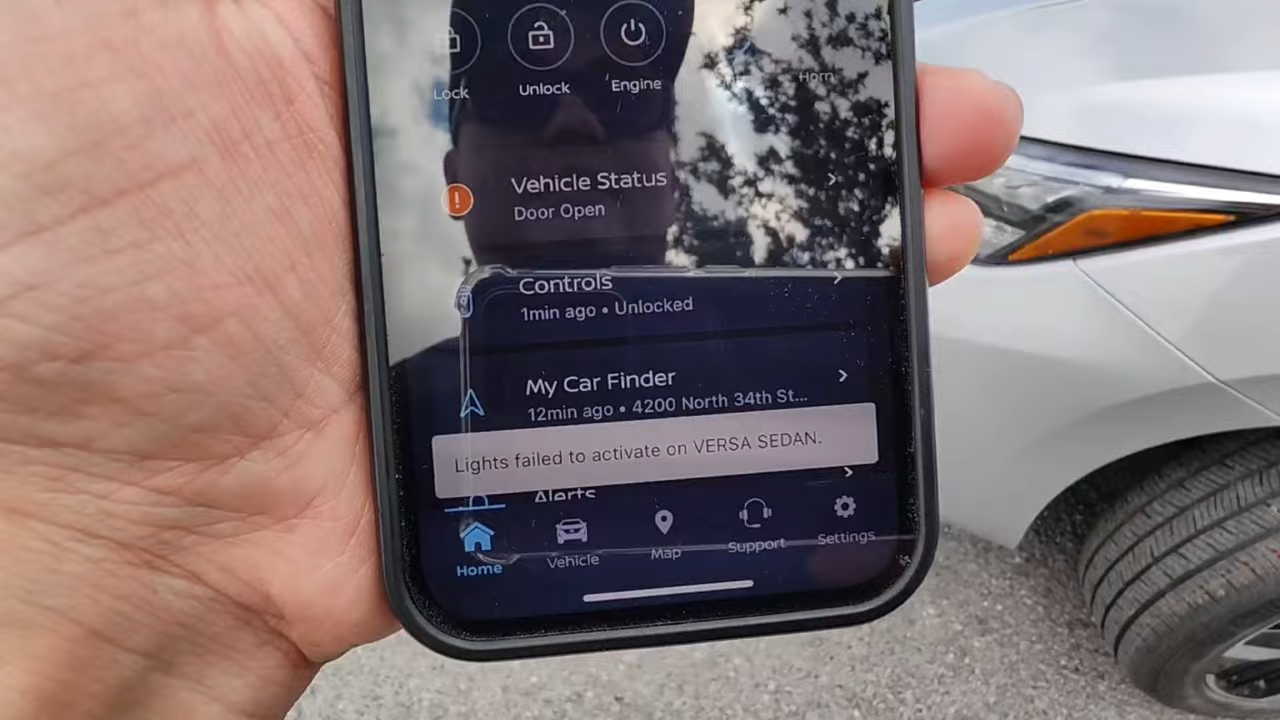 Lock
Unlock
Engine
Horn
Vehicle Status
Door Open
Controls
1min ago • Unlocked
My Car Finder
12min ago • 4200 North 34th St...
Lights failed to activate on VERSA SEDAN.
Alerts
Home
Vehicle
Map
Support
Settings